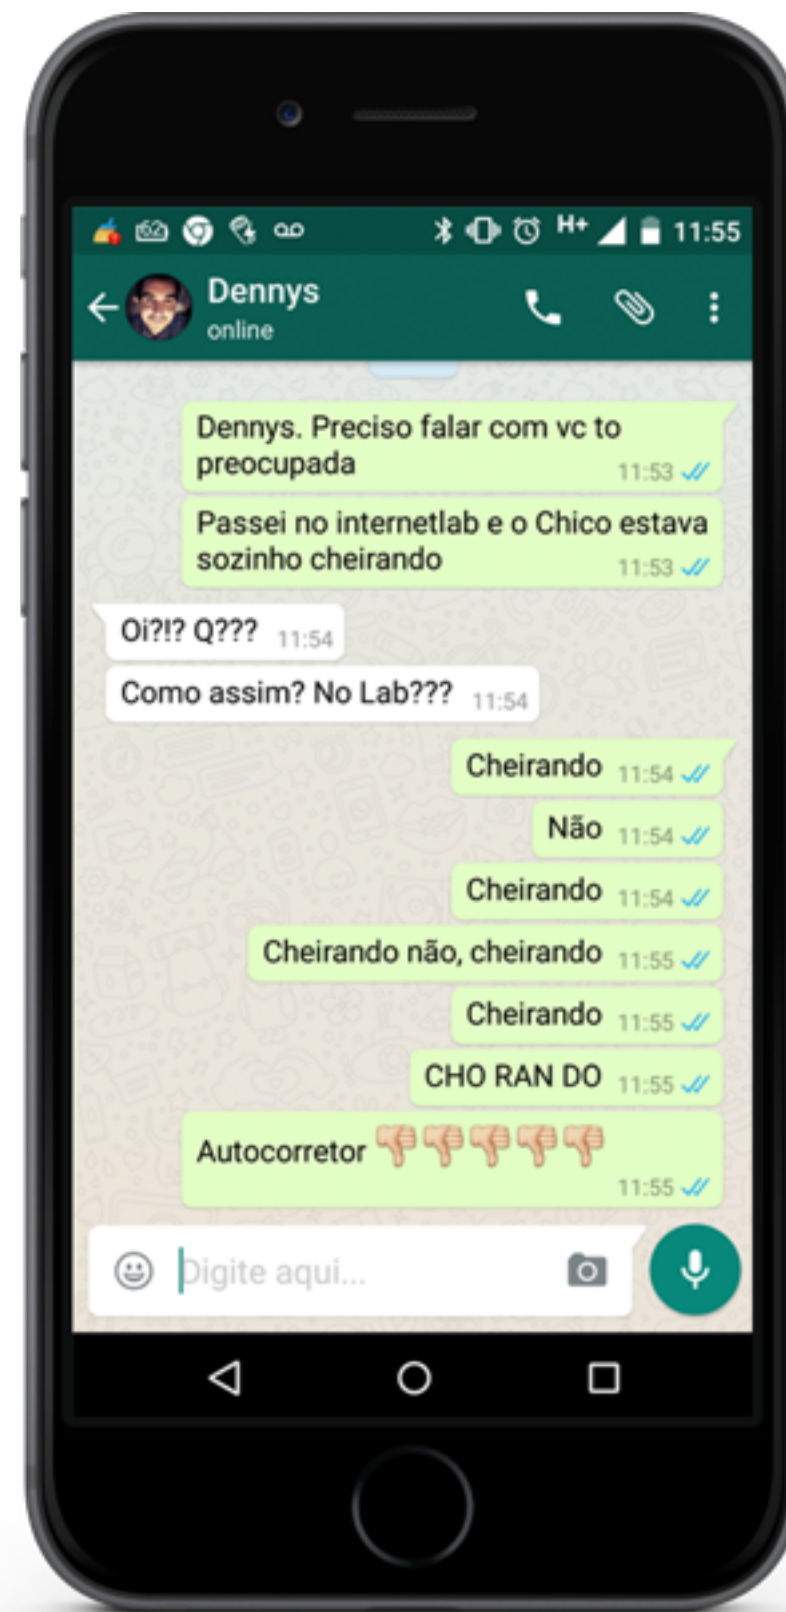 62
H+
11:55
Dennys
online
Dennys. Preciso falar com vc to
preocupada
11:53
Passei no internetlab e o Chico estava
sozinho cheirando
11:53
Oi?!? Q???
11:54
Como assim? No Lab???
11:54
Cheirando
11:54
Não
11:54
Cheirando
11:54
Cheirando não, cheirando
11:55
Cheirando
11:55
CHO RAN DO
11:55
Autocorretor 👎👎👎👎👎
11:55
Digite aqui...